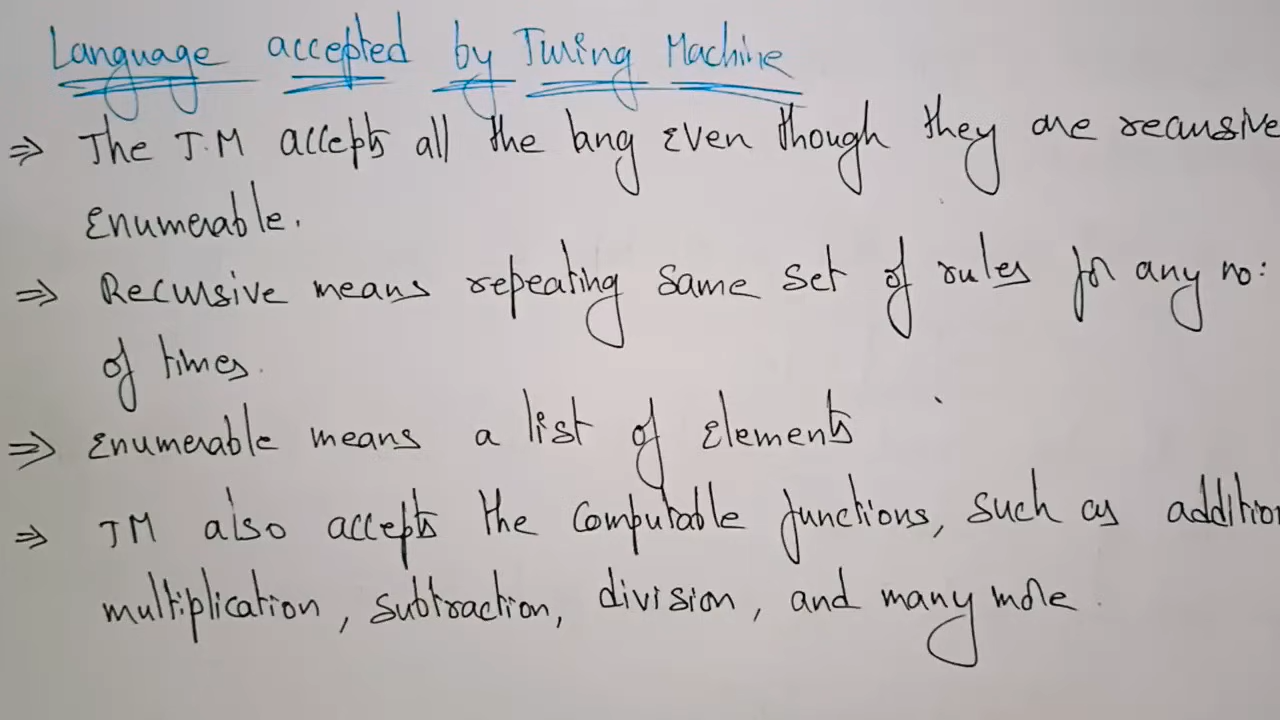 Language accepted by Turing Machine
⇒ The T.M accepts all the lang Even though they are recursive
Enumerable.
⇒ Recursive means repeating same set of rules for any no:
of times.
⇒ Enumerable means a list of Elements
⇒ TM also accepts the computable functions, such as addition
multiplication, subtraction, division, and many more.